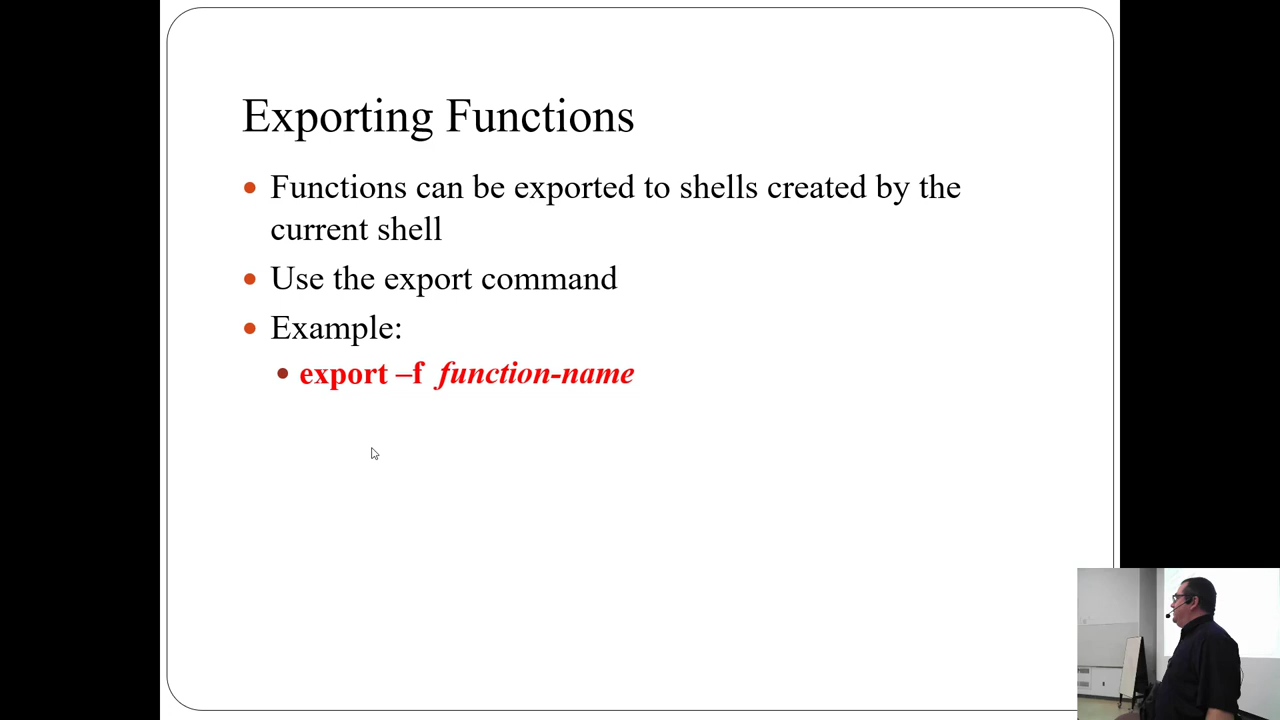 Exporting Functions
Functions can be exported to shells created by the
current shell
Use the export command
Example:
export –f function-name